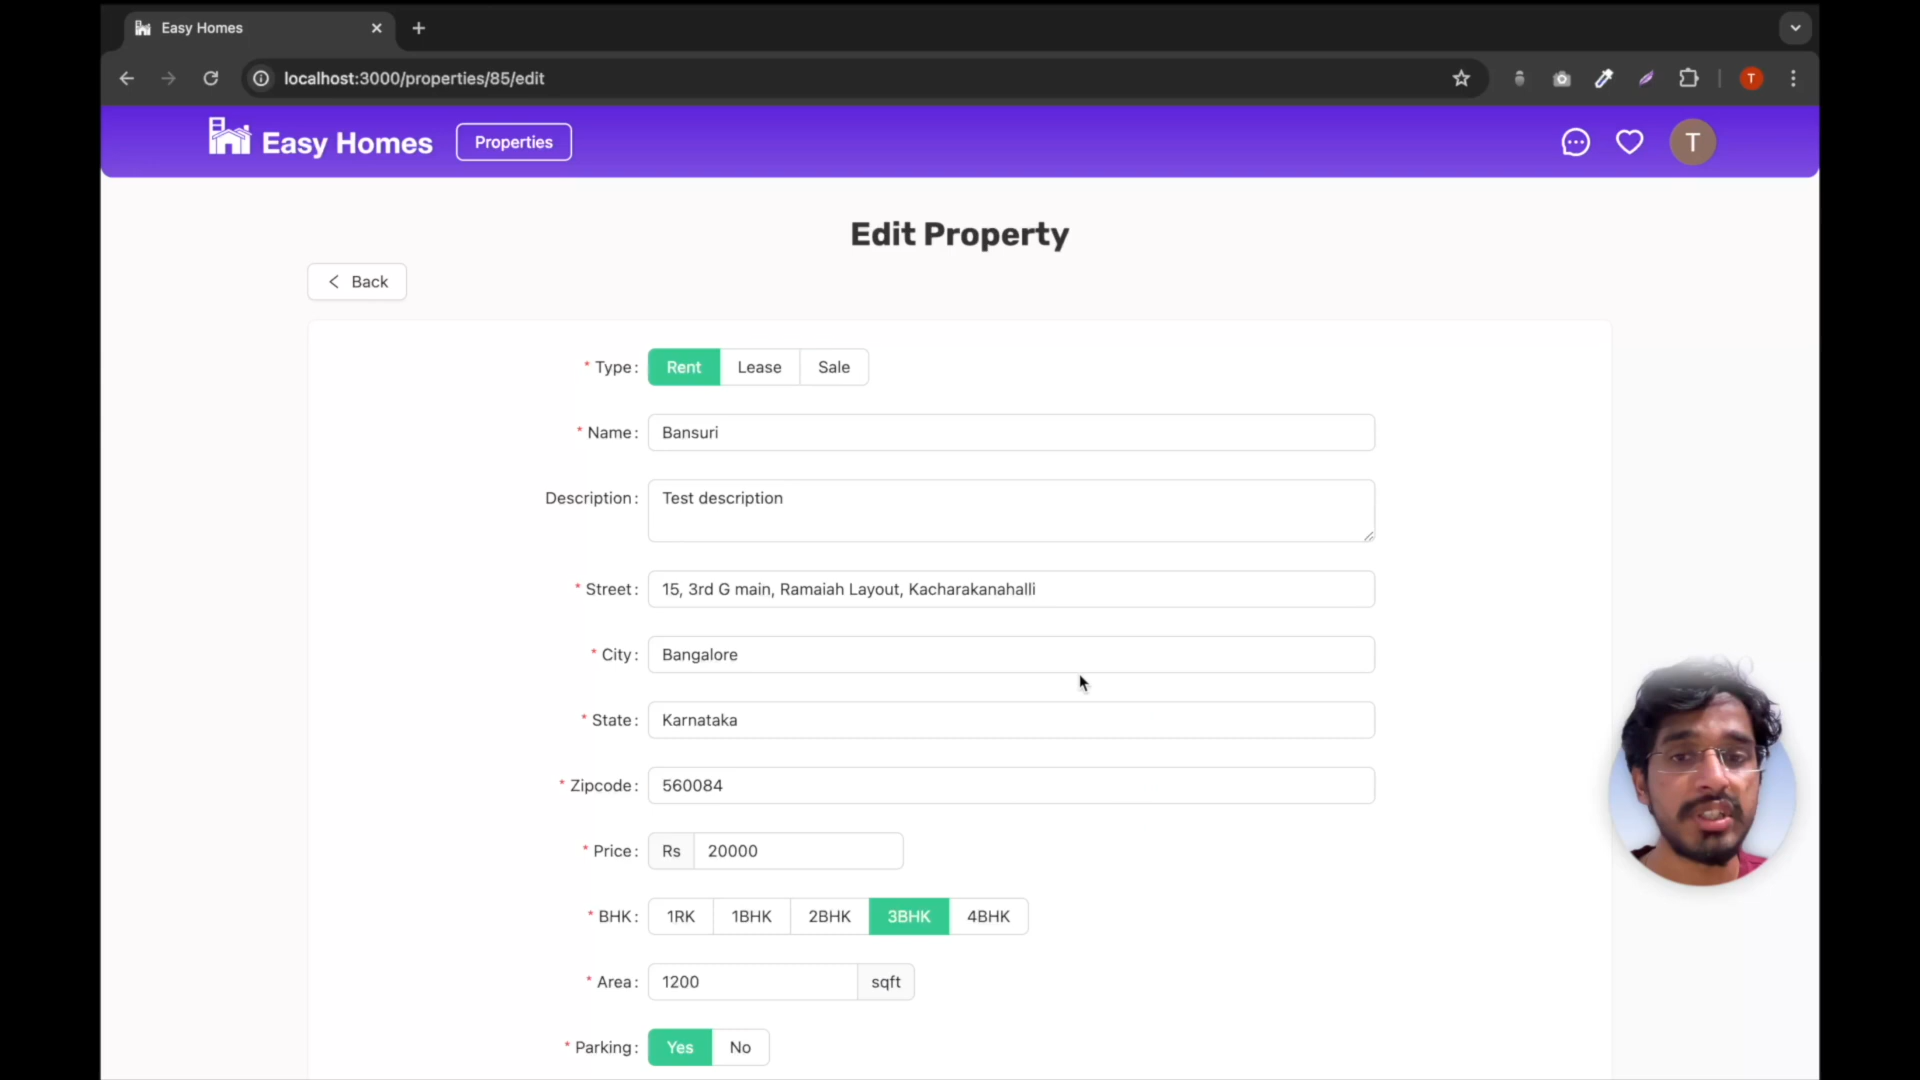 Easy Homes
localhost:3000/properties/85/edit
T
Easy Homes
Properties
T
Edit Property
Back
* Type :
Rent
Lease
Sale
* Name :
Bansuri
Description :
Test description
* Street :
15, 3rd G main, Ramaiah Layout, Kacharakanahalli
* City :
Bangalore
* State :
Karnataka
* Zipcode :
560084
* Price :
Rs
20000
* BHK :
1RK
1BHK
2BHK
3BHK
4BHK
* Area :
1200
sqft
* Parking :
Yes
No